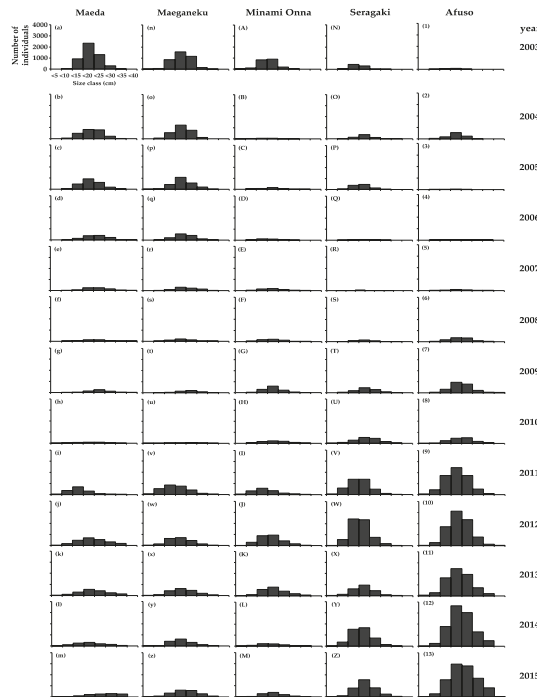 Maeda Maeganeku Minami Onna Seragaki Afuso
year
Number of individuals
4000
3000
2000
1000
0
(a) (n) (A) (N) (1) 2003
<5 <10 <15 <20 <25 <30 <35 <40
Size class (cm)
(b) (o) (B) (O) (2) 2004
(c) (p) (C) (P) (3) 2005
(d) (q) (D) (Q) (4) 2006
(e) (r) (E) (R) (5) 2007
(f) (s) (F) (S) (6) 2008
(g) (t) (G) (T) (7) 2009
(h) (u) (H) (U) (8) 2010
(i) (v) (I) (V) (9) 2011
(j) (w) (J) (W) (10) 2012
(k) (x) (K) (X) (11) 2013
(l) (y) (L) (Y) (12) 2014
(m) (z) (M) (Z) (13) 2015